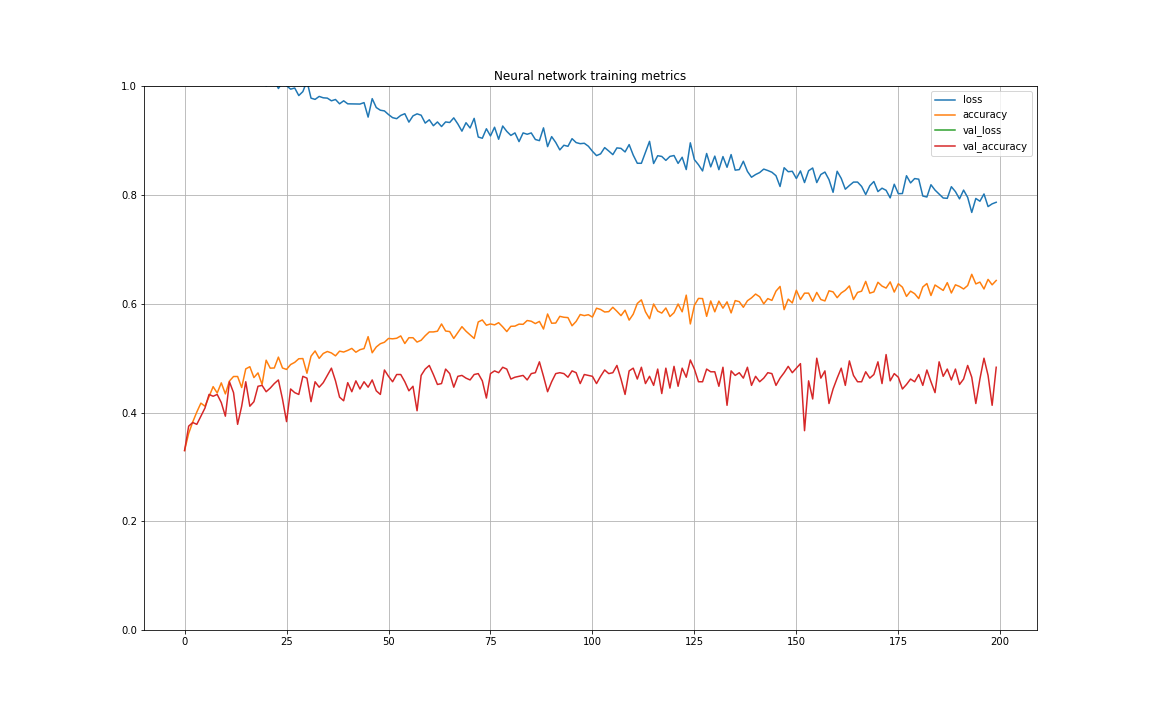 Neural network training metrics
1.0
loss
accuracy
val_loss
val_accuracy
0.8
0.6
0.4
0.2
0.0
0 25 50 75 100 125 150 175 200